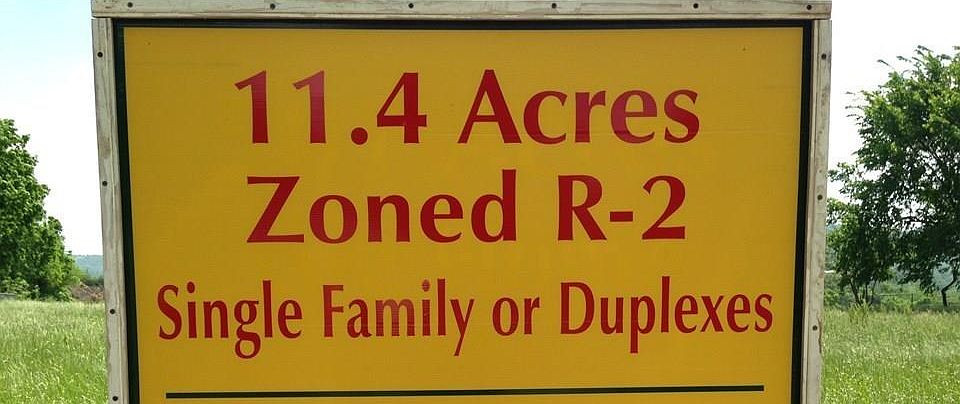 11.4 Acres
Zoned R-2
Single Family or Duplexes